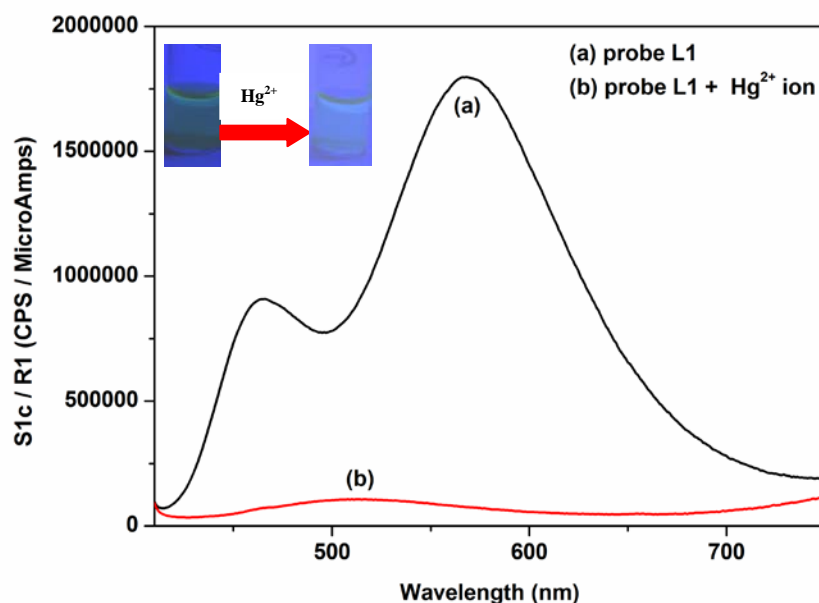 2000000
1500000
1000000
500000
0
S1c / R1 (CPS / MicroAmps)
Hg²⁺
(a) probe L1
(b) probe L1 + Hg²⁺ ion
(a)
(b)
500
600
700
Wavelength (nm)